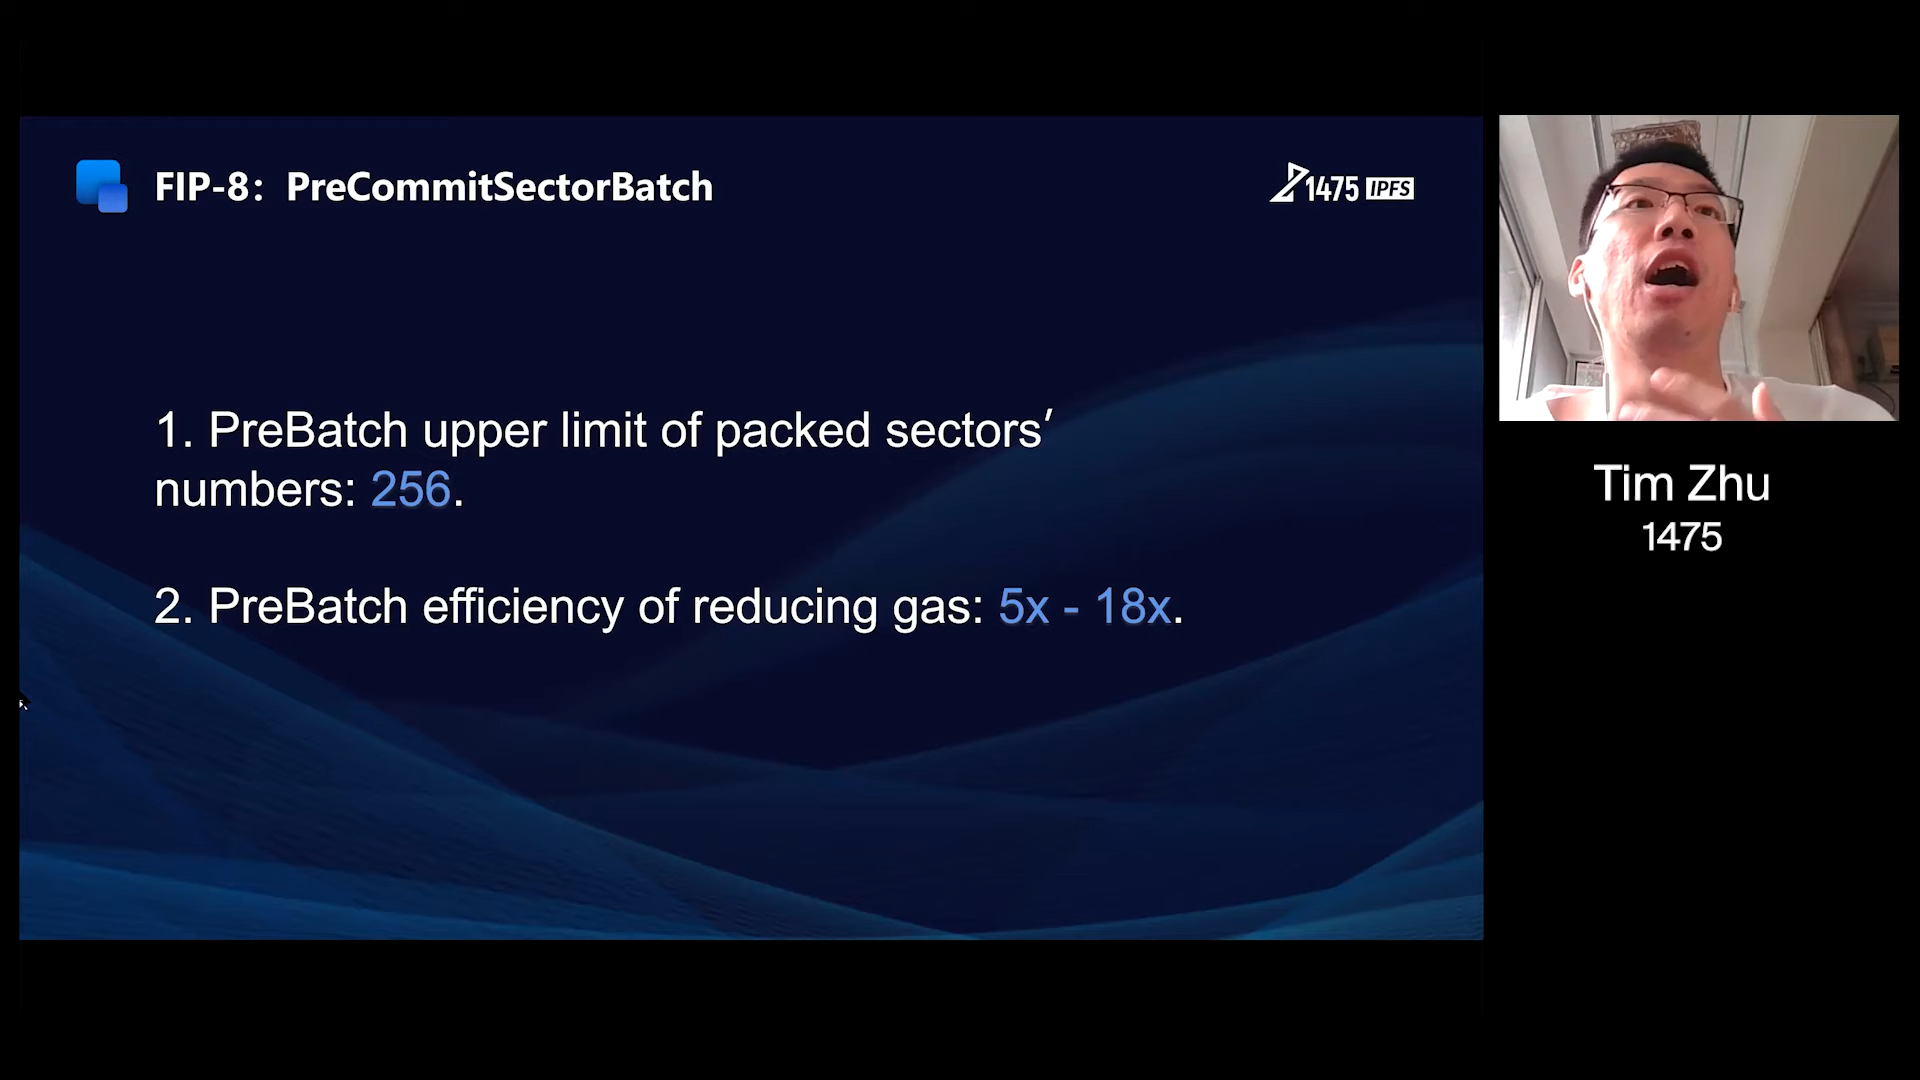 FIP-8: PreCommitSectorBatch
1475 IPFS
1. PreBatch upper limit of packed sectors’
numbers: 256.
2. PreBatch efficiency of reducing gas: 5x - 18x.
Tim Zhu
1475